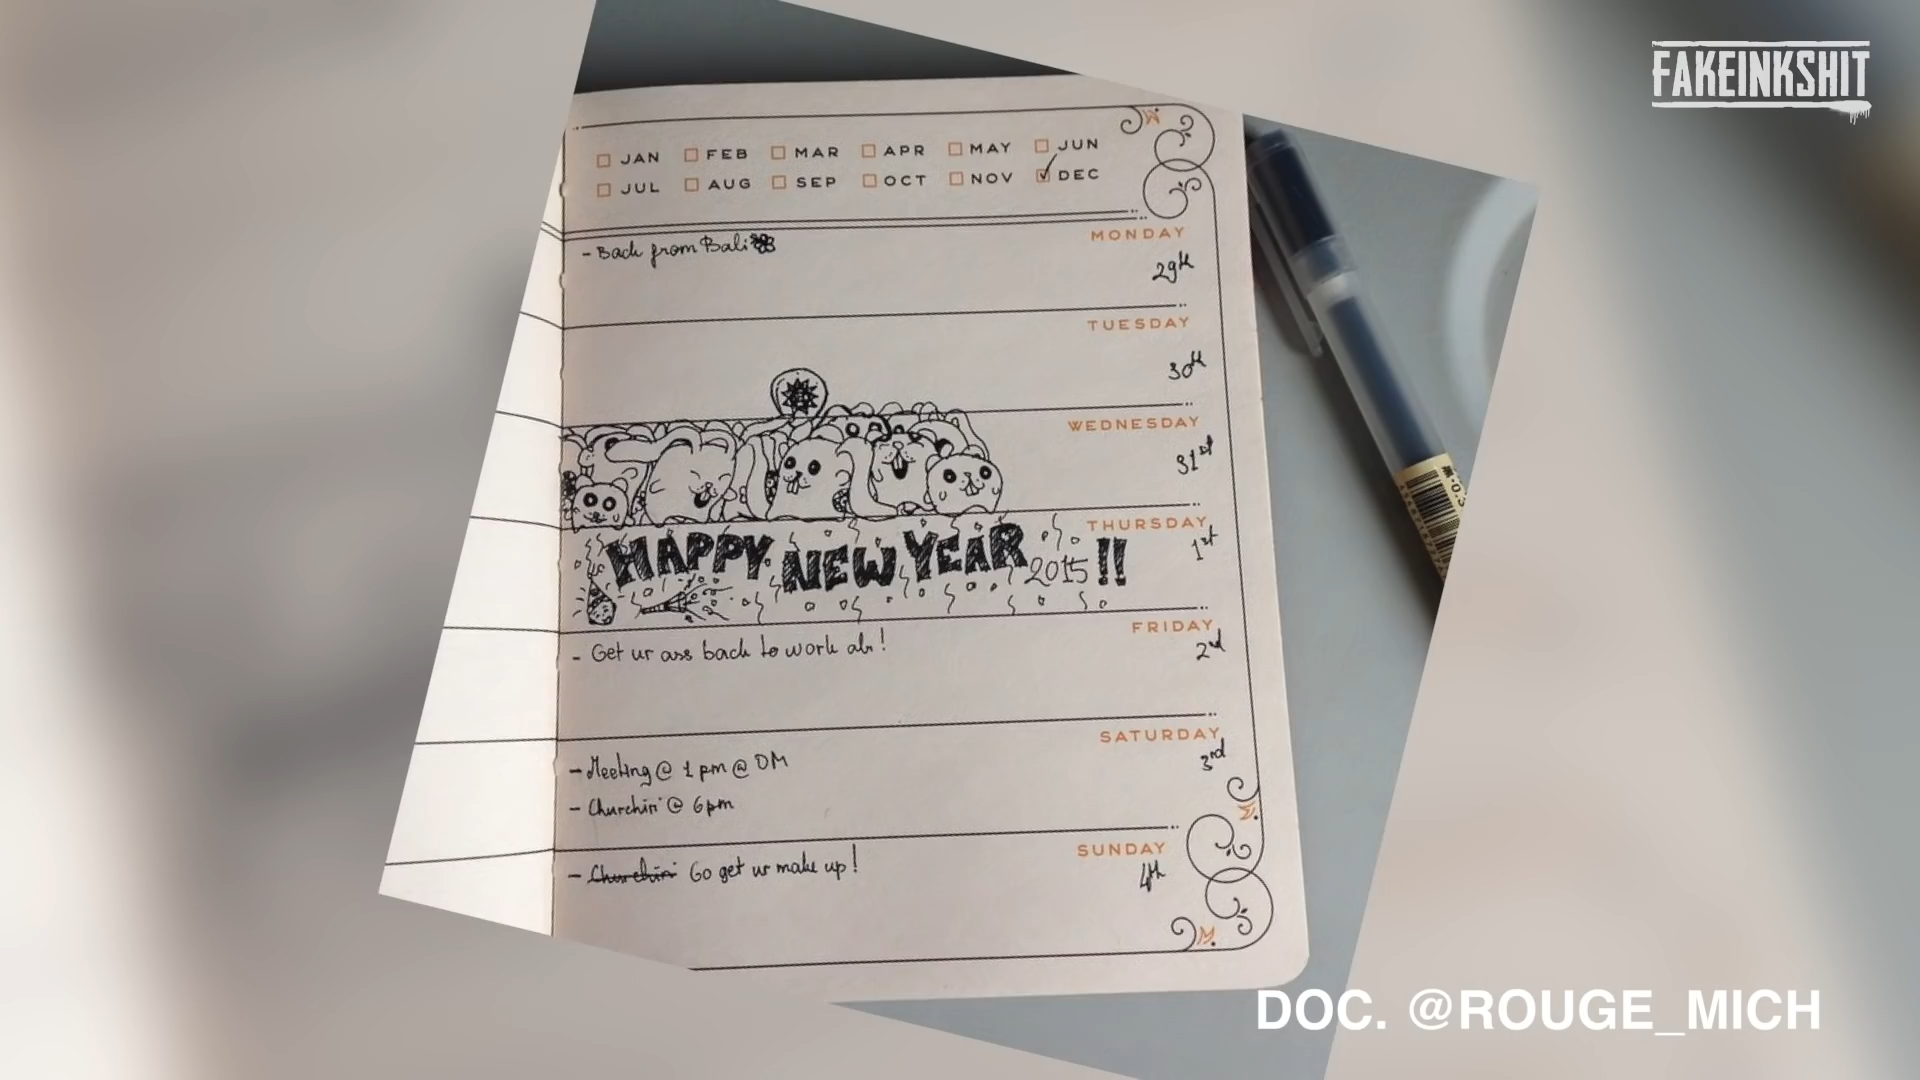 FAKEINKSHIT
JAN FEB MAR APR MAY JUN
JUL AUG SEP OCT NOV DEC
- Back from Bali
MONDAY
29th
TUESDAY
30th
WEDNESDAY
31st
THURSDAY
1st
HAPPY NEW YEAR 2015 !!
FRIDAY
2nd
- Get ur ass back to work ah!
SATURDAY
3rd
- Meeting @ 1 pm @ DM
- Churchin' @ 6pm
SUNDAY
4th
- Churchin' Go get ur make up!
DOC. @ROUGE_MICH